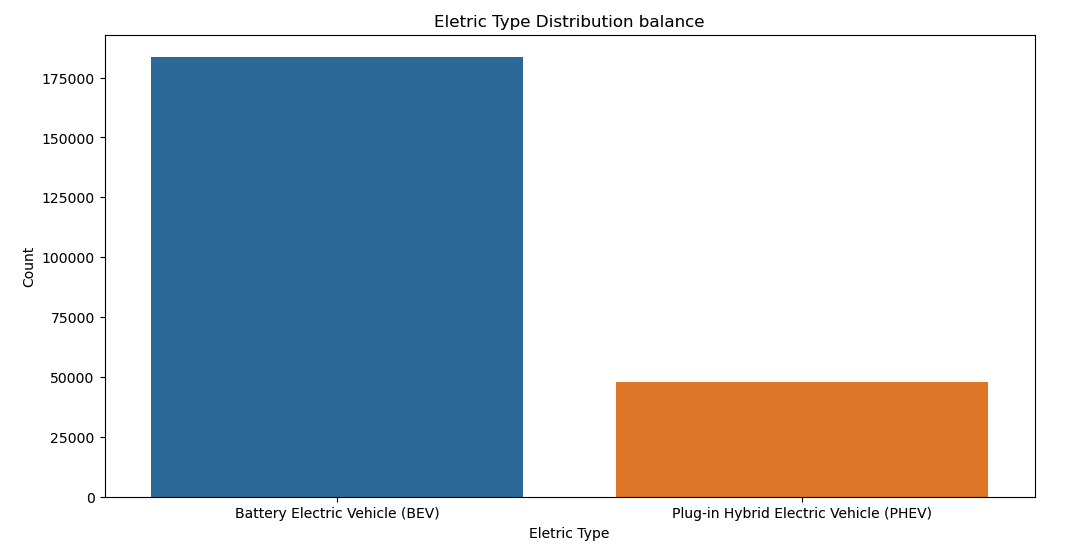 Eletric Type Distribution balance
175000
150000
125000
100000
75000
50000
25000
0
Count
Battery Electric Vehicle (BEV)
Plug-in Hybrid Electric Vehicle (PHEV)
Eletric Type